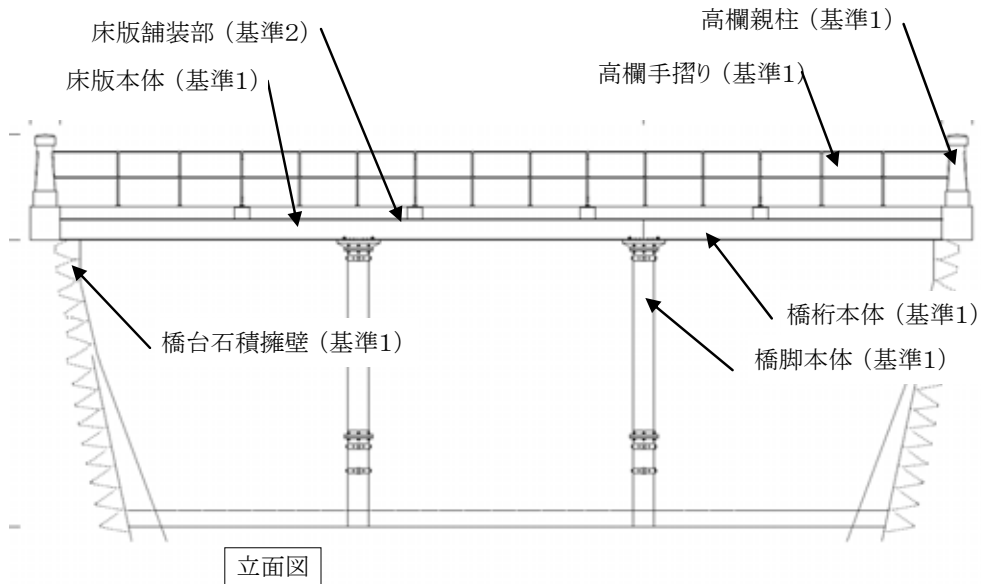 高欄親柱（基準1）
床版舗装部（基準2）
高欄手摺り（基準1）
床版本体（基準1）
橋桁本体（基準1）
橋台石積擁壁（基準1）
橋脚本体（基準1）
立面図